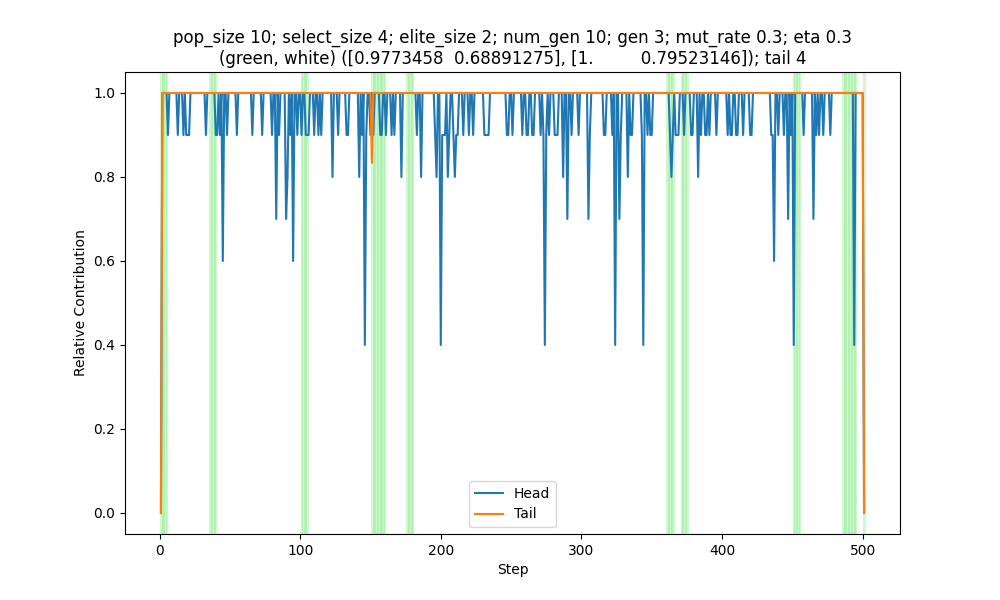 pop_size 10; select_size 4; elite_size 2; num_gen 10; gen 3; mut_rate 0.3; eta 0.3
(green, white) ([0.9773458  0.68891275], [1.         0.79523146]); tail 4
1.0
0.8
0.6
0.4
0.2
0.0
Relative Contribution
Head
Tail
0
100
200
300
400
500
Step